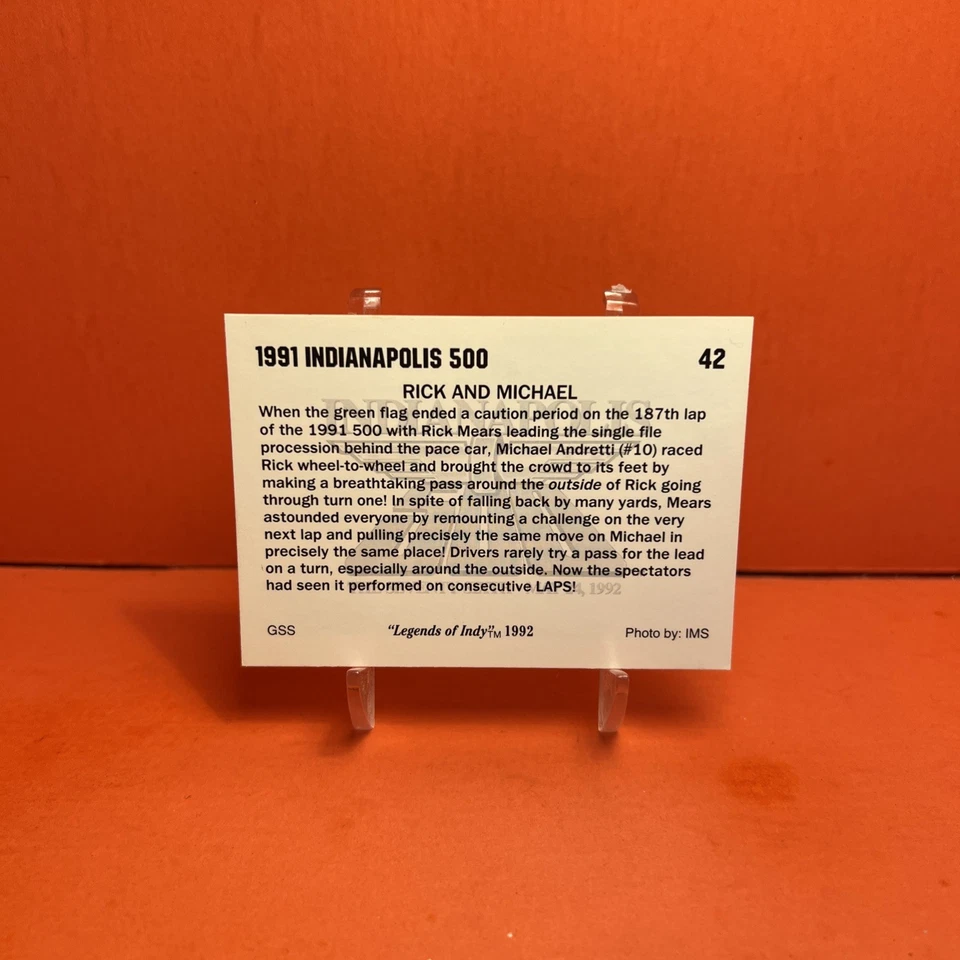 1991 INDIANAPOLIS 500 42
RICK AND MICHAEL
When the green flag ended a caution period on the 187th lap
of the 1991 500 with Rick Mears leading the single file
procession behind the pace car, Michael Andretti (#10) raced
Rick wheel-to-wheel and brought the crowd to its feet by
making a breathtaking pass around the outside of Rick going
through turn one! In spite of falling back by many yards, Mears
astounded everyone by remounting a challenge on the very
next lap and pulling precisely the same move on Michael in
precisely the same place! Drivers rarely try a pass for the lead
on a turn, especially around the outside. Now the spectators
had seen it performed on consecutive LAPS!
INDIANAPOLIS
1992
GSS "Legends of Indy"TM 1992 Photo by: IMS